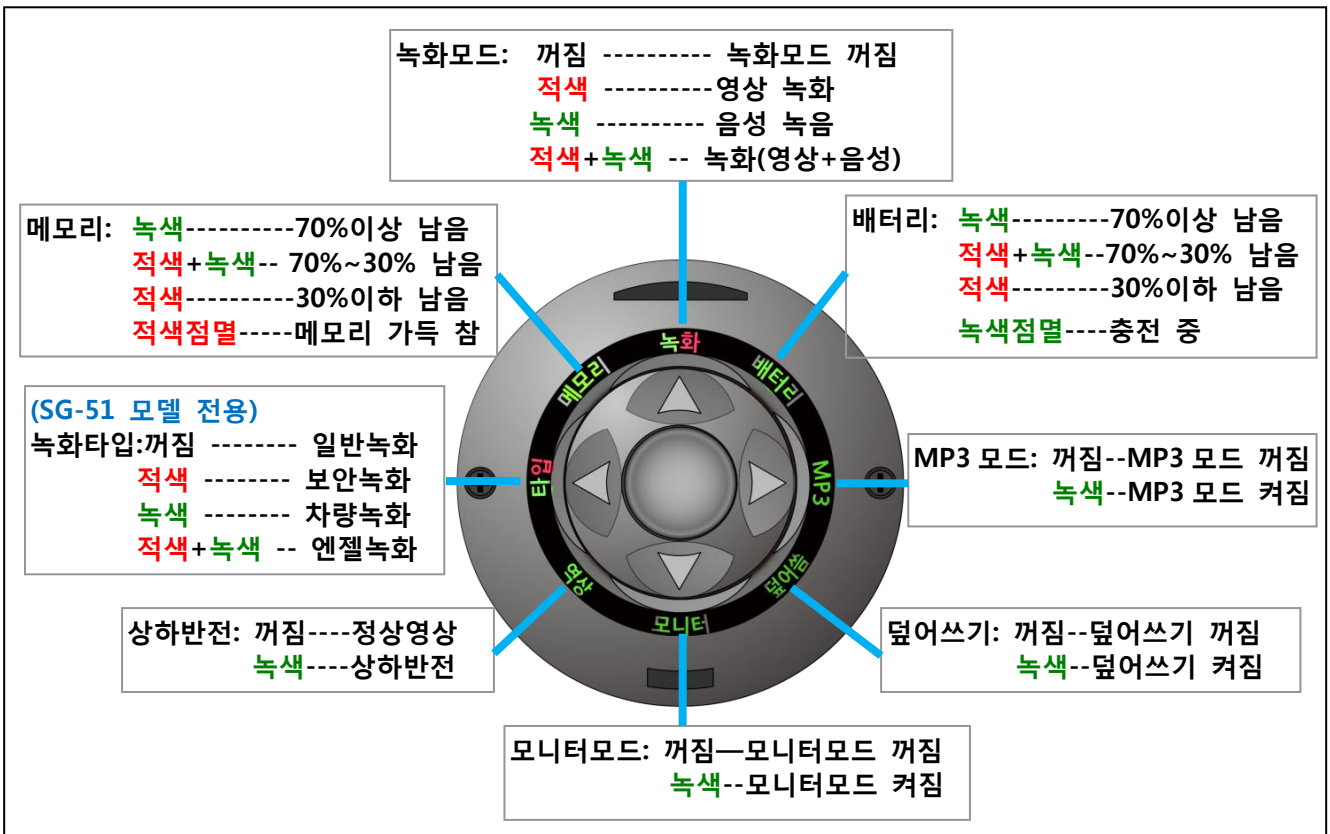 녹화모드: 꺼짐 ---------- 녹화모드 꺼짐
적색 ----------영상 녹화
녹색 ---------- 음성 녹음
적색+녹색 -- 녹화(영상+음성)
메모리: 녹색----------70%이상 남음
적색+녹색-- 70%~30% 남음
적색----------30%이하 남음
적색점멸-----메모리 가득 참
배터리: 녹색---------70%이상 남음
적색+녹색--70%~30% 남음
적색---------30%이하 남음
녹색점멸----충전 중
녹화
메모리
배터리
타입
MP3
역상
덮어씀
모니터
(SG-51 모델 전용)
녹화타입:꺼짐 -------- 일반녹화
적색 -------- 보안녹화
녹색 -------- 차량녹화
적색+녹색 -- 엔젤녹화
MP3 모드: 꺼짐--MP3 모드 꺼짐
녹색--MP3 모드 켜짐
상하반전: 꺼짐----정상영상
녹색----상하반전
덮어쓰기: 꺼짐--덮어쓰기 꺼짐
녹색--덮어쓰기 켜짐
모니터모드: 꺼짐—모니터모드 꺼짐
녹색--모니터모드 켜짐